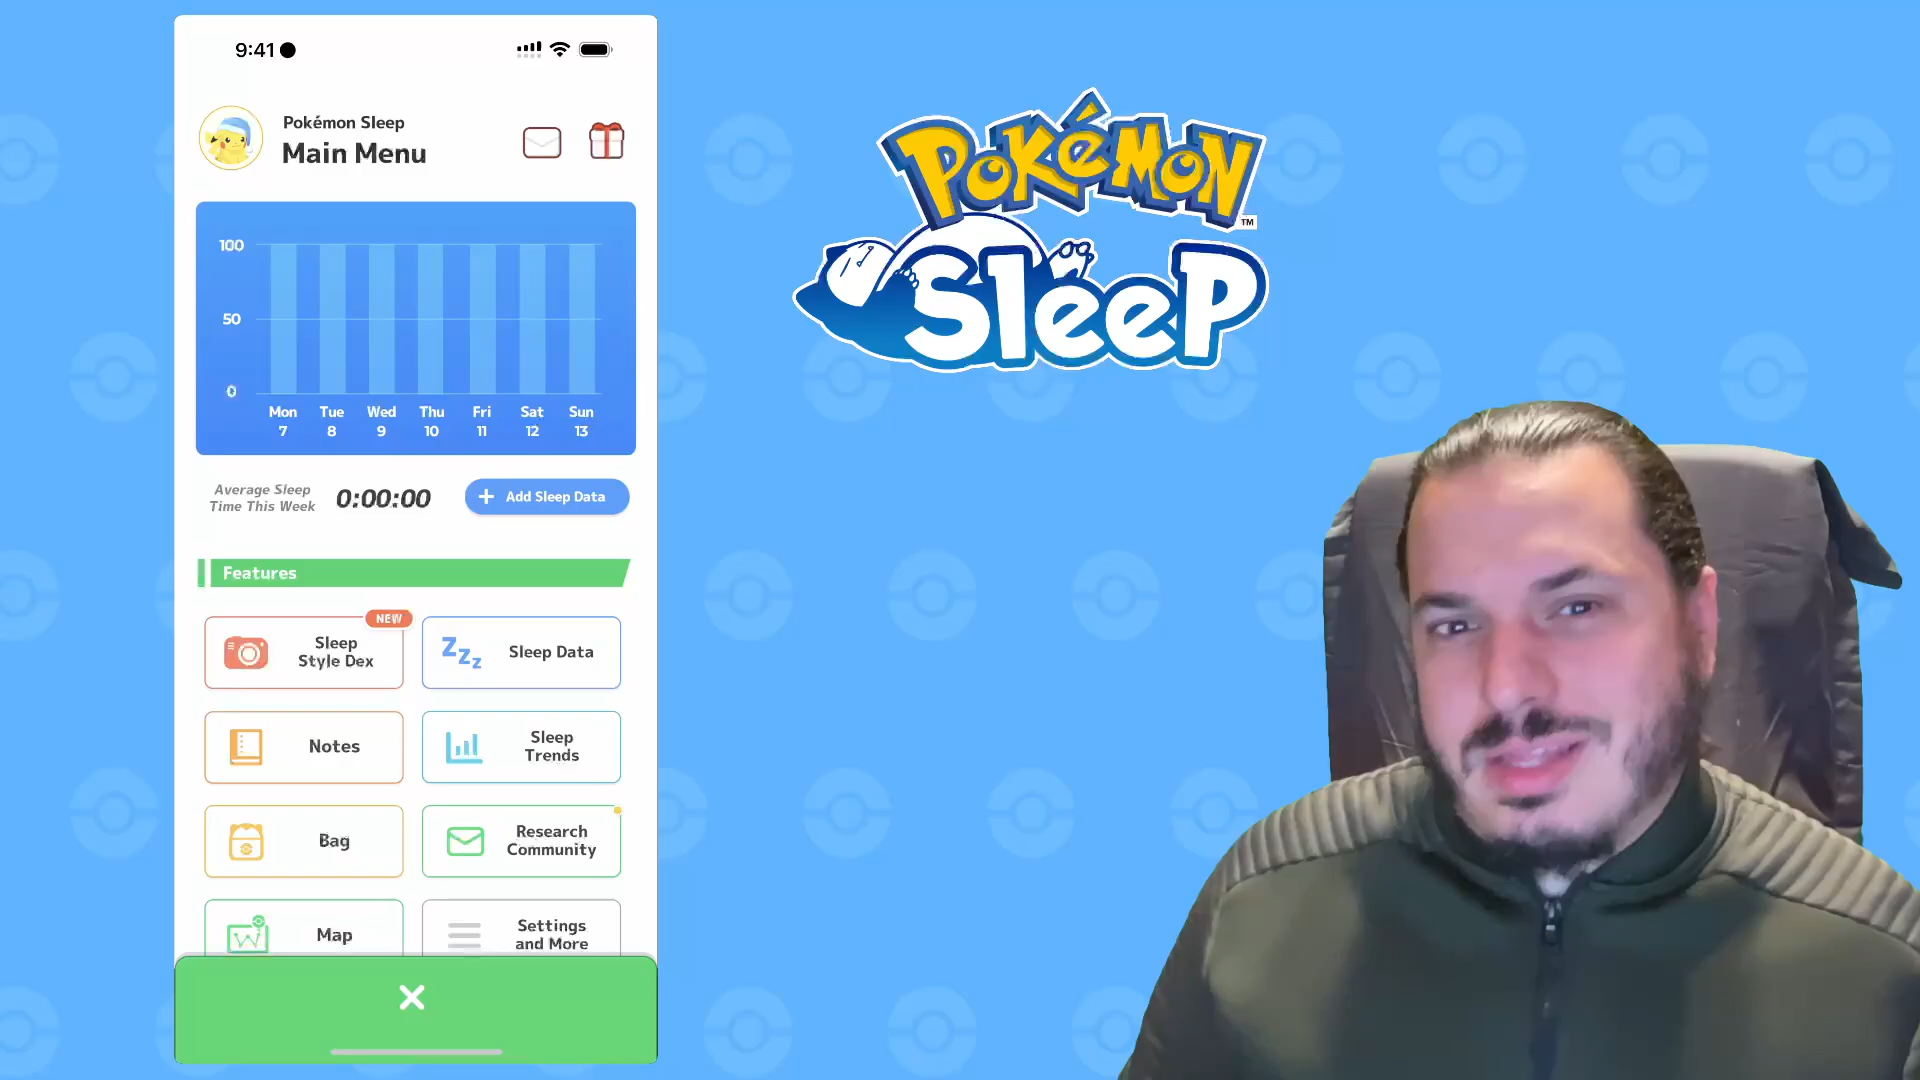 9:41
Pokémon Sleep
Main Menu
100
50
0
Mon Tue Wed Thu Fri Sat Sun
7 8 9 10 11 12 13
Average Sleep
Time This Week
0:00:00
+ Add Sleep Data
Features
NEW
Sleep
Style Dex
Zzz
Sleep Data
Notes
Sleep
Trends
Bag
Research
Community
Map
Settings
and More
POKéMON
TM
Sleep